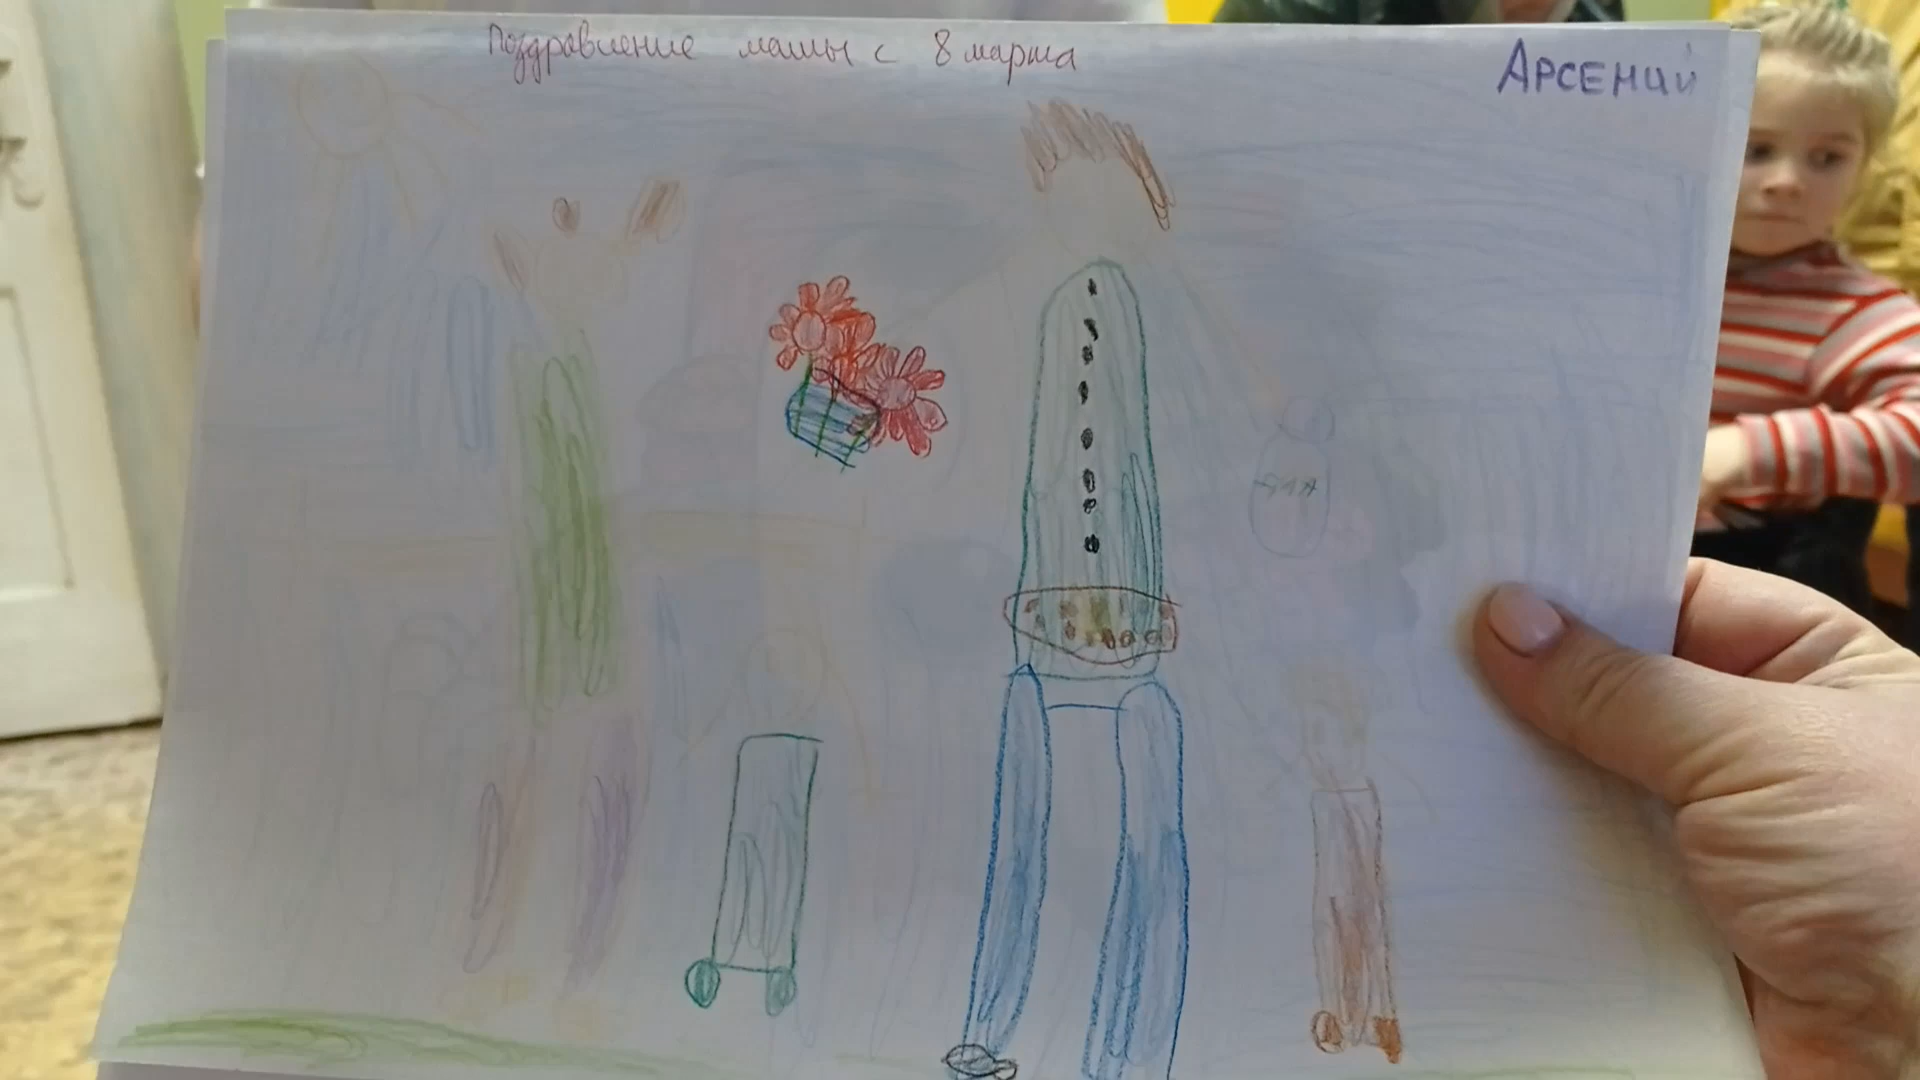 Поздравление мамы с 8 марта
Арсений